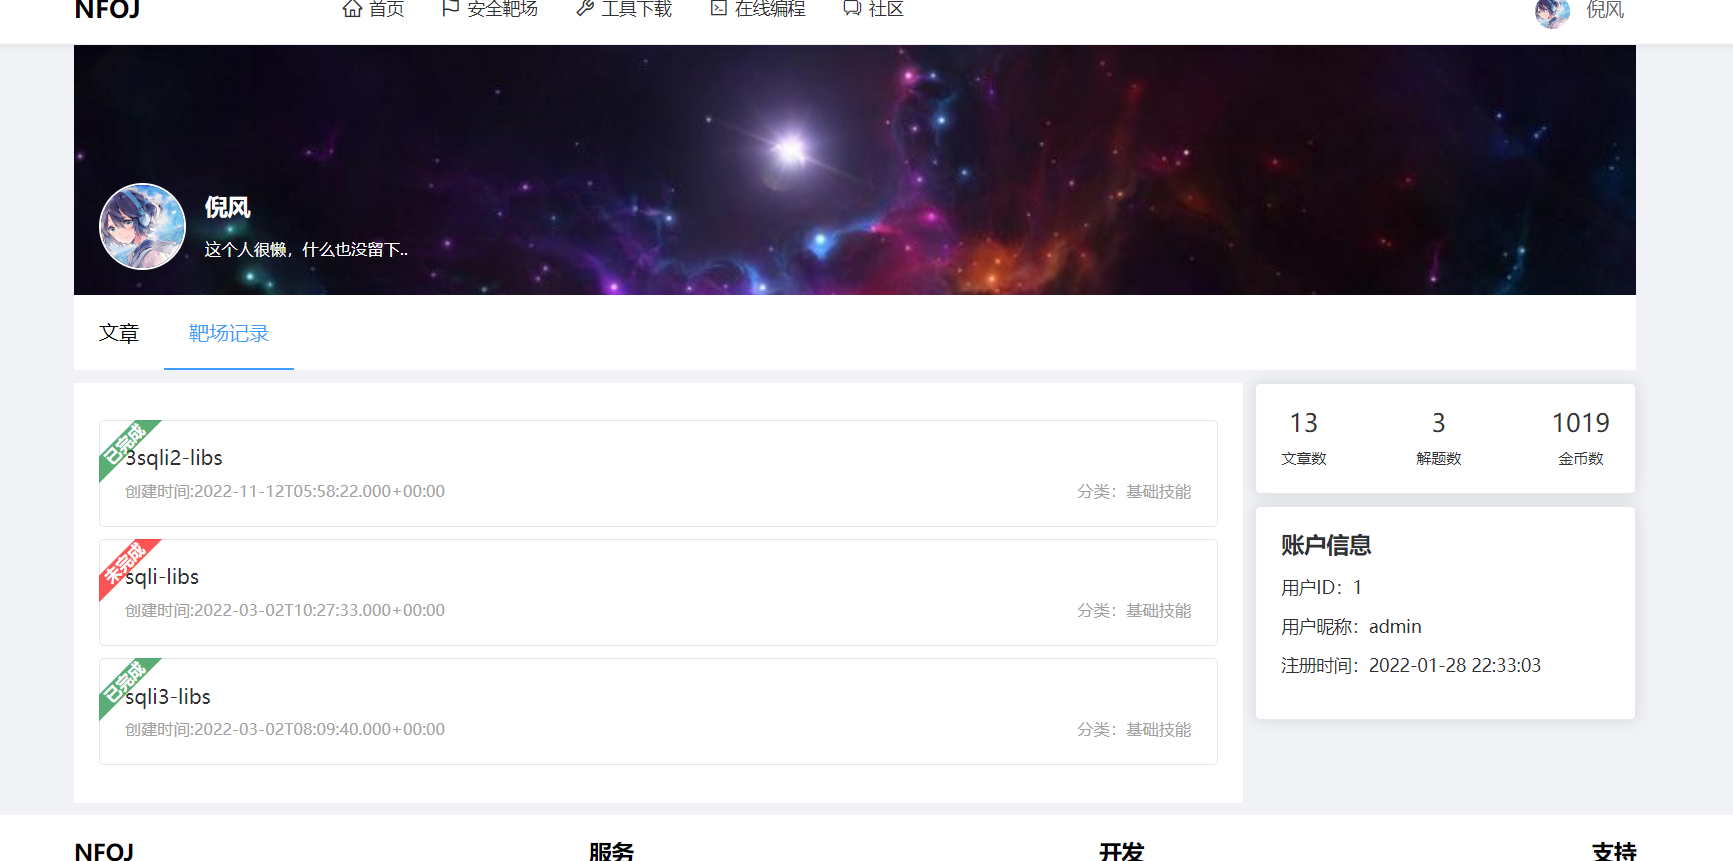 NFOJ 首页 安全靶场 工具下载 在线编程 社区 倪风
倪风
这个人很懒，什么也没留下..
文章 靶场记录
已完成
3sqli2-libs
创建时间:2022-11-12T05:58:22.000+00:00 分类：基础技能
未完成
sqli-libs
创建时间:2022-03-02T10:27:33.000+00:00 分类：基础技能
已完成
sqli3-libs
创建时间:2022-03-02T08:09:40.000+00:00 分类：基础技能
13 3 1019
文章数 解题数 金币数
账户信息
用户ID：1
用户昵称：admin
注册时间：2022-01-28 22:33:03
NFOJ 服务 开发 支持